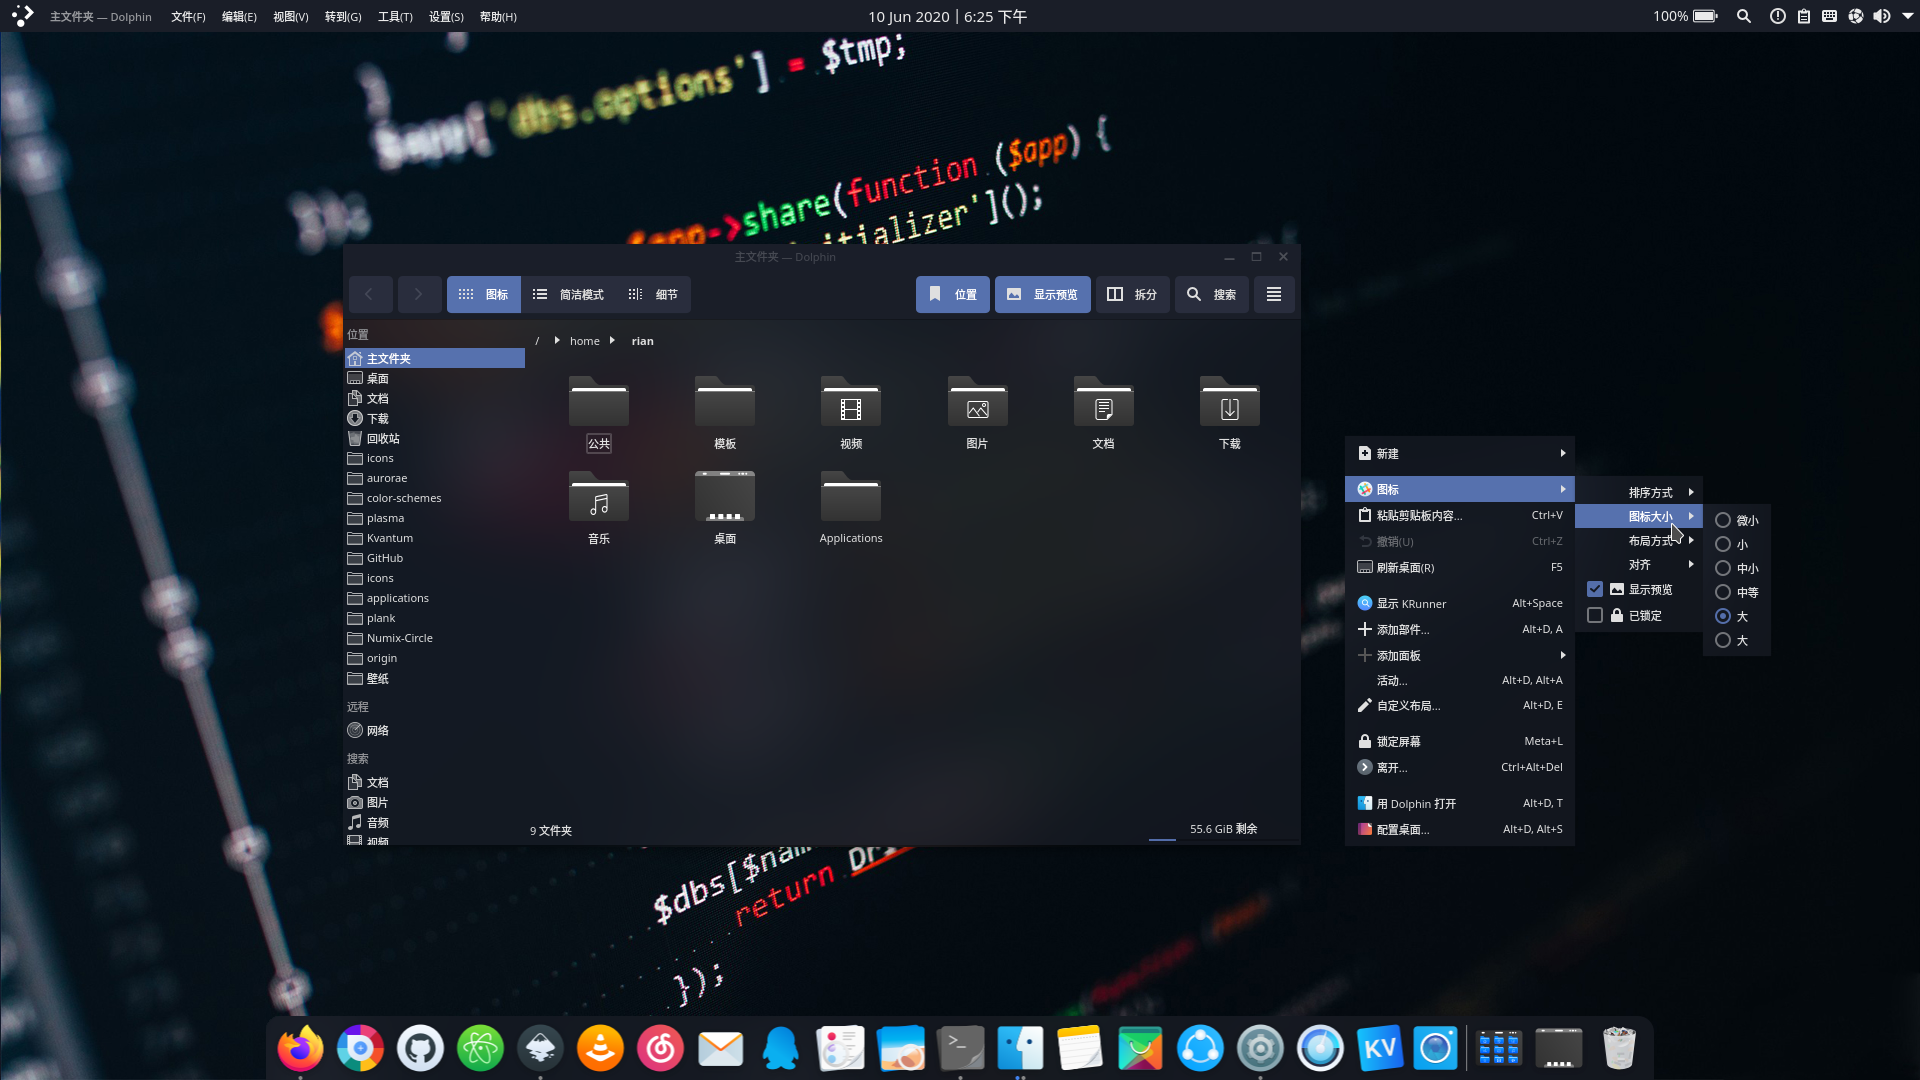 主文件夹 — Dolphin 文件(F) 编辑(E) 视图(V) 转到(G) 工具(T) 设置(S) 帮助(H)
10 Jun 2020 | 6:25 下午
100%
'dbs.options'] = $tmp;
->share(function ($app) {
']();
主文件夹 — Dolphin
图标 简洁模式 细节 位置 显示预览 拆分 搜索
位置
主文件夹
桌面
文档
下载
回收站
icons
aurorae
color-schemes
plasma
Kvantum
GitHub
icons
applications
plank
Numix-Circle
origin
壁纸
远程
网络
搜索
文档
图片
音频
视频
/ home rian
公共 模板 视频 图片 文档 下载
音乐 桌面 Applications
9 文件夹
55.6 GiB 剩余
新建
图标
粘贴剪贴板内容... Ctrl+V
撤销(U) Ctrl+Z
刷新桌面(R) F5
显示 KRunner Alt+Space
添加部件... Alt+D, A
添加面板
活动... Alt+D, Alt+A
自定义布局... Alt+D, E
锁定屏幕 Meta+L
离开... Ctrl+Alt+Del
用 Dolphin 打开 Alt+D, T
配置桌面... Alt+D, Alt+S
排序方式
图标大小
布局方式
对齐
显示预览
已锁定
微小
小
中小
中等
大
大
return
});
KV